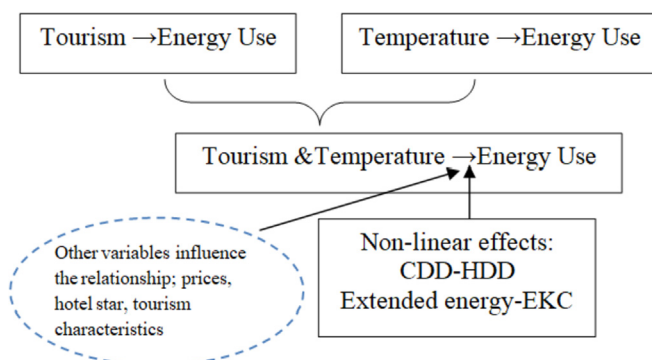 Tourism →Energy Use
Temperature →Energy Use
Tourism &Temperature →Energy Use
Other variables influence
the relationship; prices,
hotel star, tourism
characteristics
Non-linear effects:
CDD-HDD
Extended energy-EKC